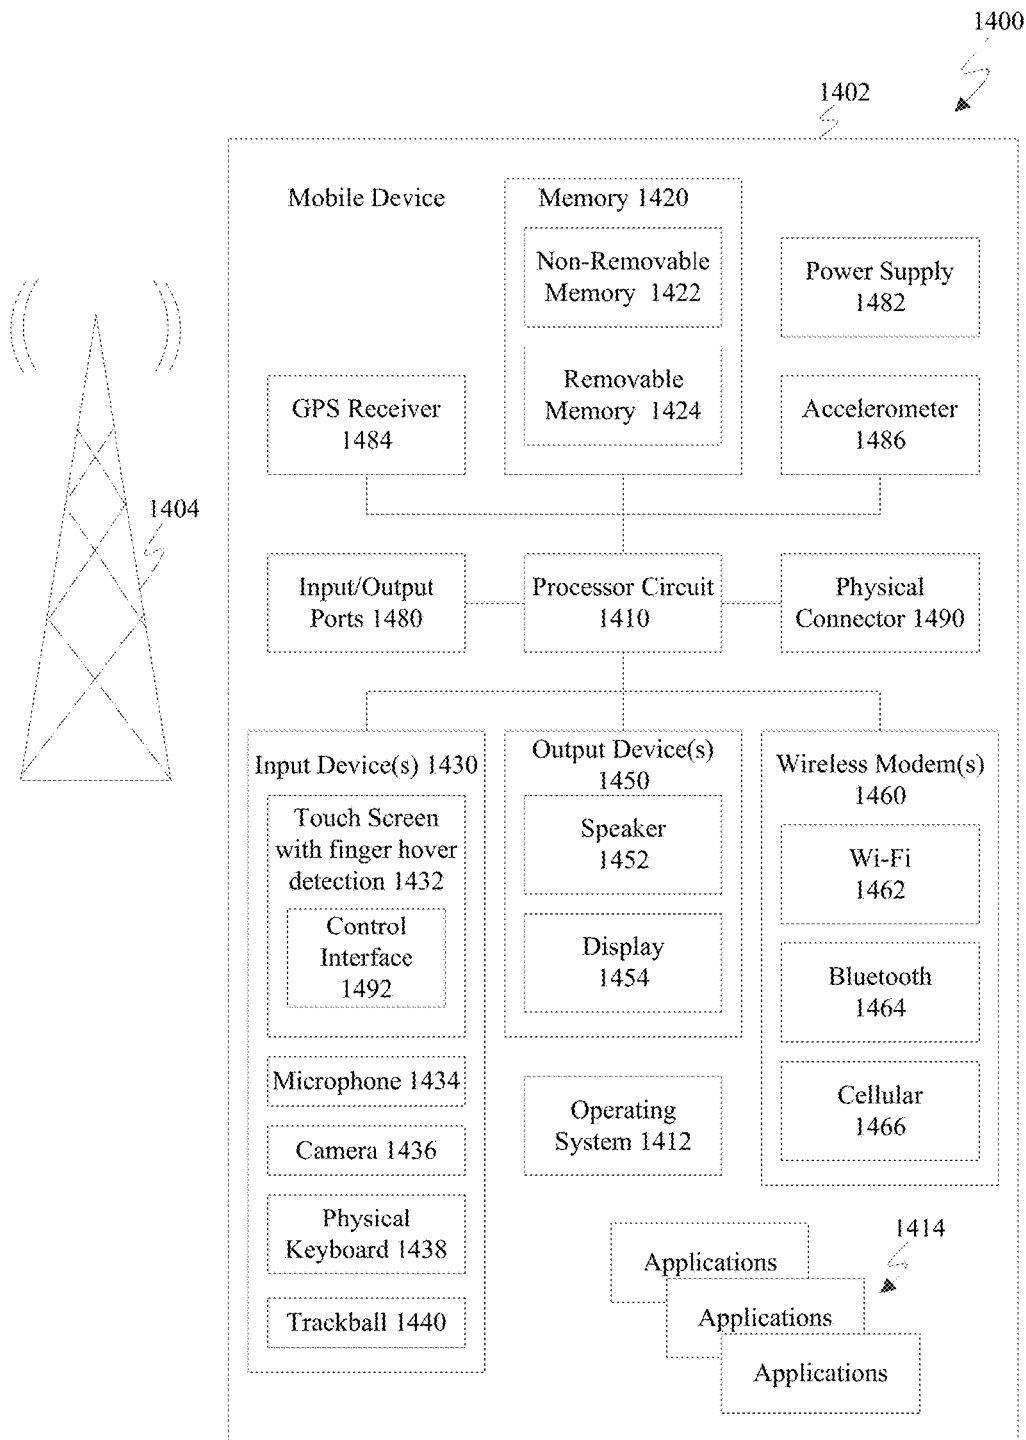 1400
1402
Mobile Device
Memory 1420
Non-Removable
Memory 1422
Removable
Memory 1424
Power Supply
1482
GPS Receiver
1484
Accelerometer
1486
1404
Input/Output
Ports 1480
Processor Circuit
1410
Physical
Connector 1490
Input Device(s) 1430
Touch Screen
with finger hover
detection 1432
Control
Interface
1492
Microphone 1434
Camera 1436
Physical
Keyboard 1438
Trackball 1440
Output Device(s)
1450
Speaker
1452
Display
1454
Operating
System 1412
Wireless Modem(s)
1460
Wi-Fi
1462
Bluetooth
1464
Cellular
1466
1414
Applications
Applications
Applications